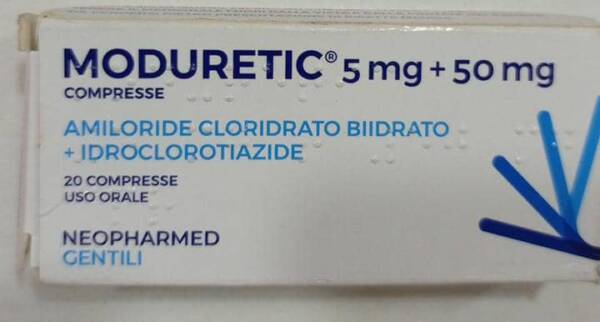 MODURETIC® 5 mg + 50 mg
COMPRESSE
AMILORIDE CLORIDRATO BIIDRATO
+ IDROCLOROTIAZIDE
20 COMPRESSE
USO ORALE
NEOPHARMED
GENTILI